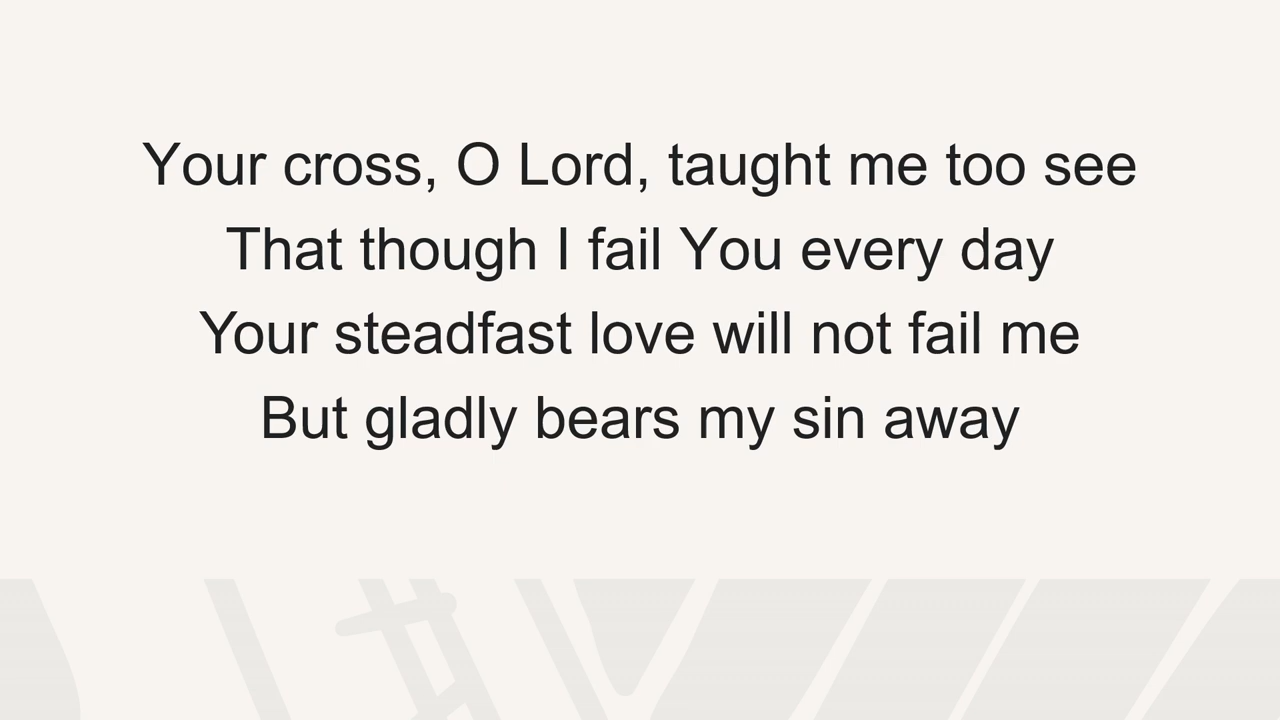 Your cross, O Lord, taught me too see
That though I fail You every day
Your steadfast love will not fail me
But gladly bears my sin away